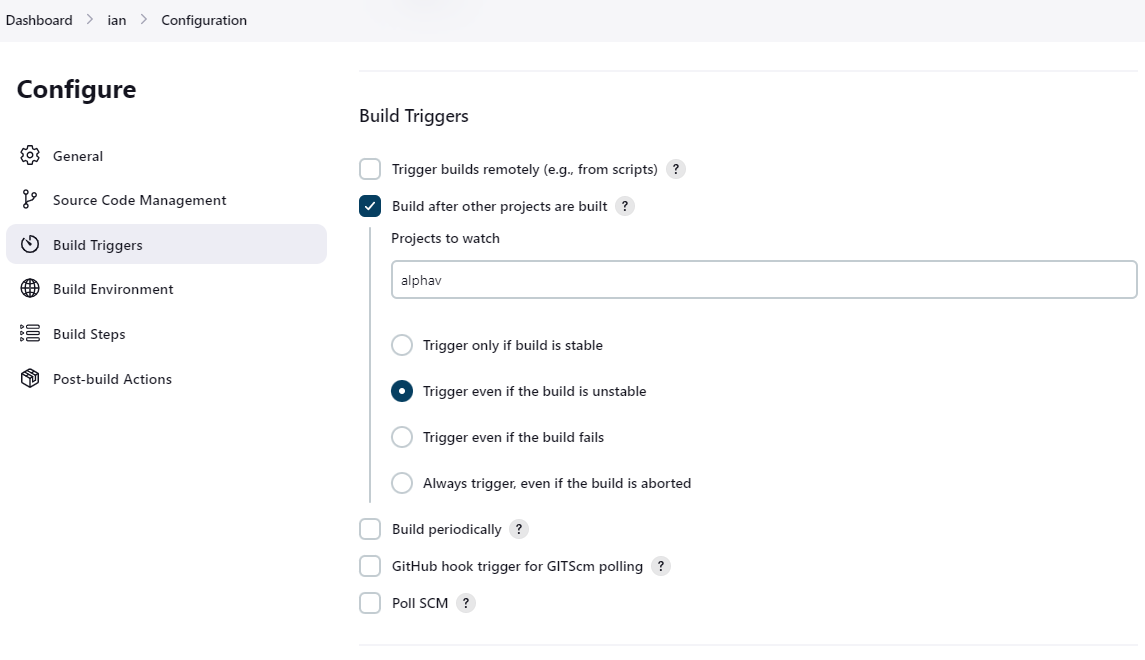 Dashboard > ian > Configuration
Configure
General
Source Code Management
Build Triggers
Build Environment
Build Steps
Post-build Actions
Build Triggers
Trigger builds remotely (e.g., from scripts) ?
Build after other projects are built ?
Projects to watch
alphav
Trigger only if build is stable
Trigger even if the build is unstable
Trigger even if the build fails
Always trigger, even if the build is aborted
Build periodically ?
GitHub hook trigger for GITScm polling ?
Poll SCM ?